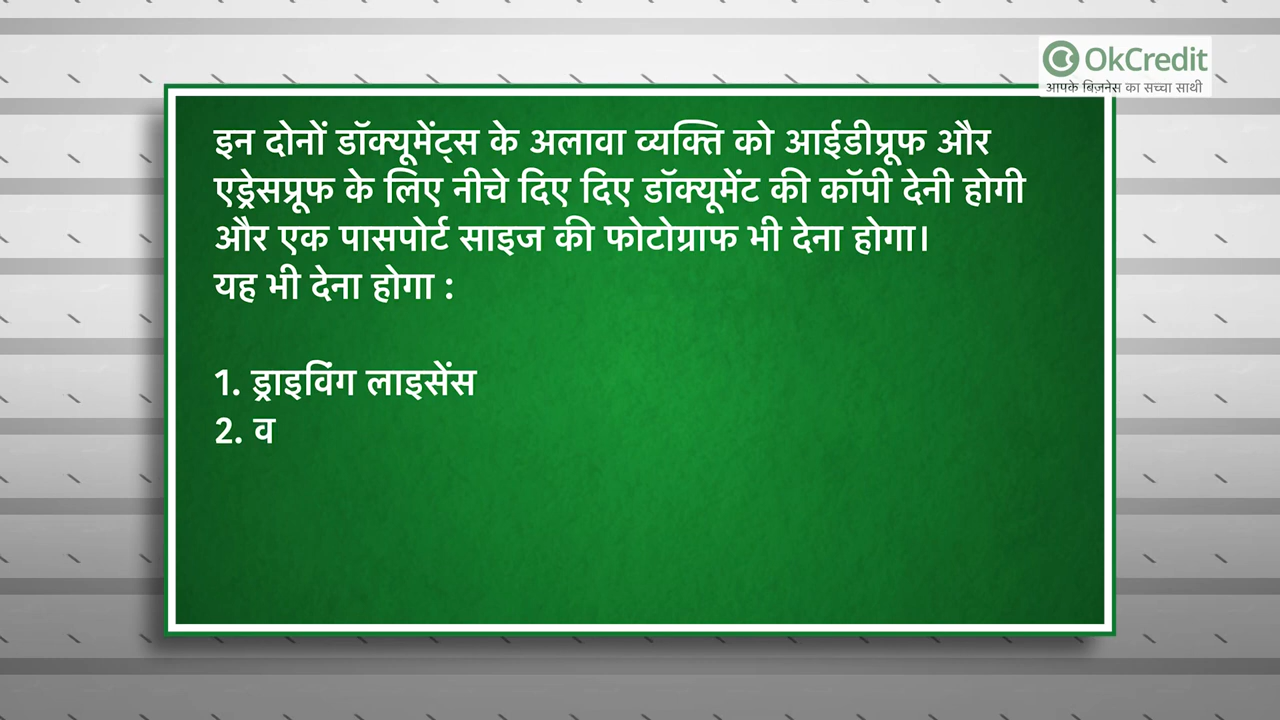 OkCredit
आपके बिज़नेस का सच्चा साथी
इन दोनों डॉक्यूमेंट्स के अलावा व्यक्ति को आईडीप्रूफ और
एड्रेसप्रूफ के लिए नीचे दिए दिए डॉक्यूमेंट की कॉपी देनी होगी
और एक पासपोर्ट साइज की फोटोग्राफ भी देना होगा।
यह भी देना होगा :
1. ड्राइविंग लाइसेंस
2. व